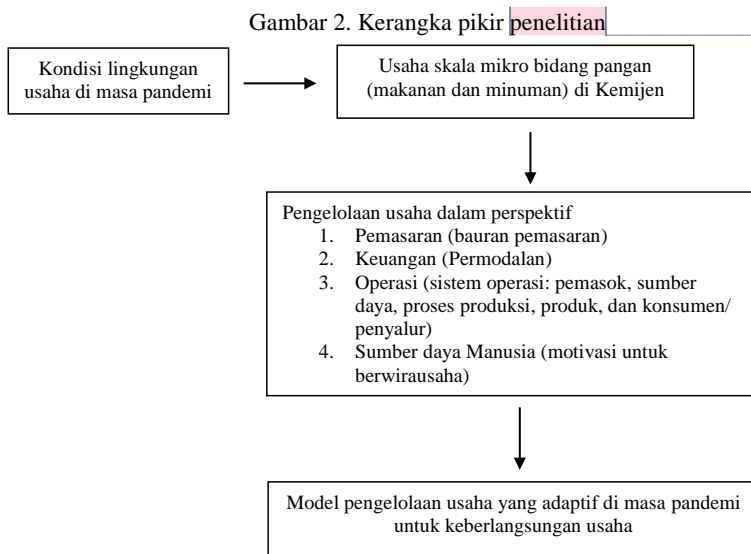 Gambar 2. Kerangka pikir penelitian
Kondisi lingkungan
usaha di masa pandemi
Usaha skala mikro bidang pangan
(makanan dan minuman) di Kemijen
Pengelolaan usaha dalam perspektif
1. Pemasaran (bauran pemasaran)
2. Keuangan (Permodalan)
3. Operasi (sistem operasi: pemasok, sumber
daya, proses produksi, produk, dan konsumen/
penyalur)
4. Sumber daya Manusia (motivasi untuk
berwirausaha)
Model pengelolaan usaha yang adaptif di masa pandemi
untuk keberlangsungan usaha